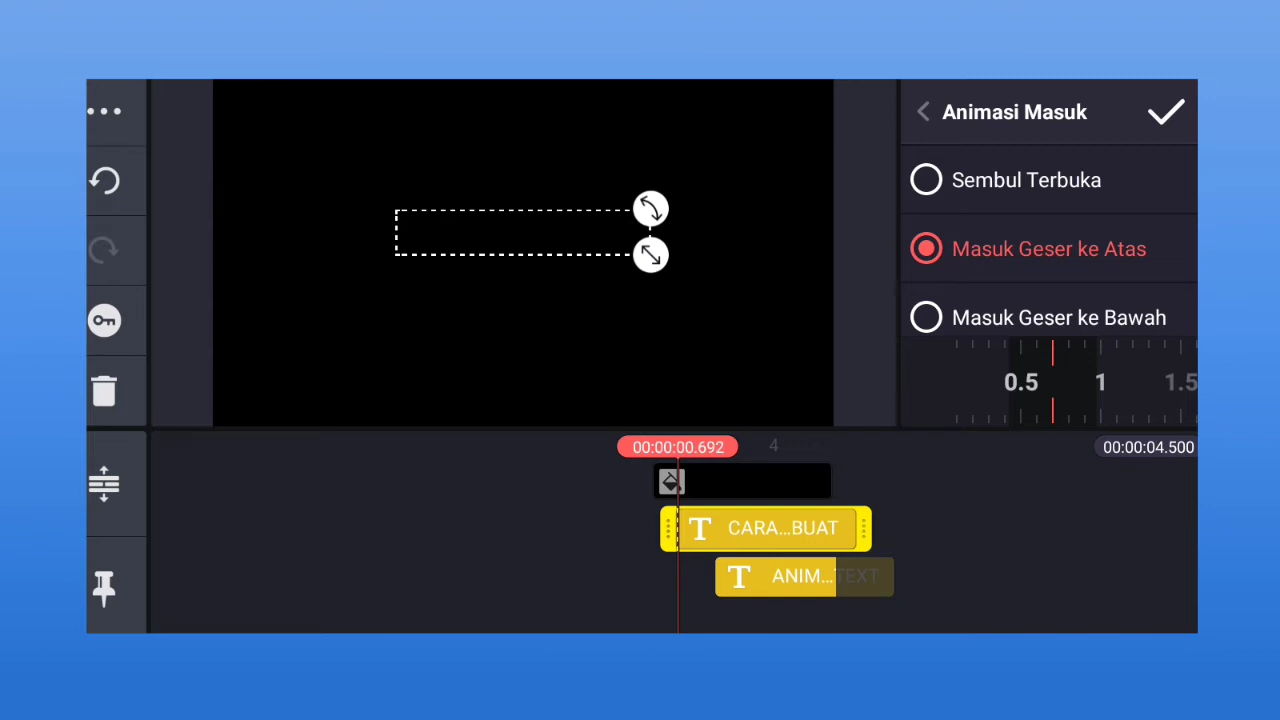 Animasi Masuk
Sembul Terbuka
Masuk Geser ke Atas
Masuk Geser ke Bawah
0.5 1 1.5
00:00:00.692 4 00:00:04.500
T CARA...BUAT
T ANIM...TEXT